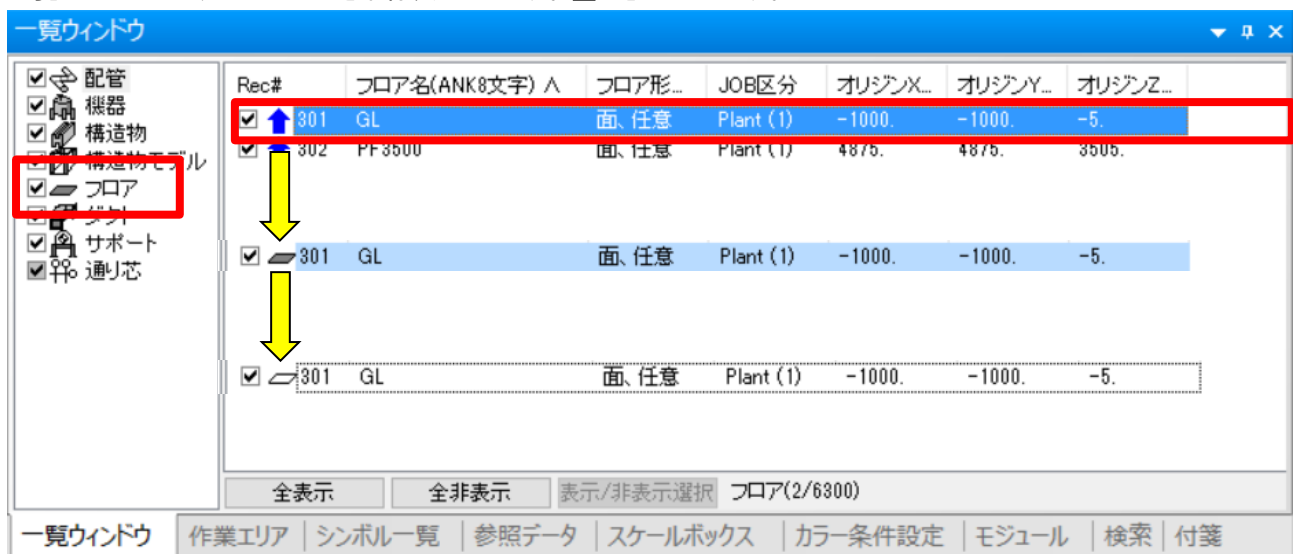 一覧ウィンドウ
配管
機器
構造物
構造物モデル
フロア
ダクト
サポート
通り芯
Rec# フロア名(ANK8文字) ∧ フロア形... JOB区分 オリジンX... オリジンY... オリジンZ...
301 GL 面、任意 Plant (1) -1000. -1000. -5.
302 PF3500 面、任意 Plant (1) 4875. 4875. 3505.
301 GL 面、任意 Plant (1) -1000. -1000. -5.
301 GL 面、任意 Plant (1) -1000. -1000. -5.
全表示 全非表示 表示/非表示選択 フロア(2/6300)
一覧ウィンドウ 作業エリア シンボル一覧 参照データ スケールボックス カラー条件設定 モジュール 検索 付箋